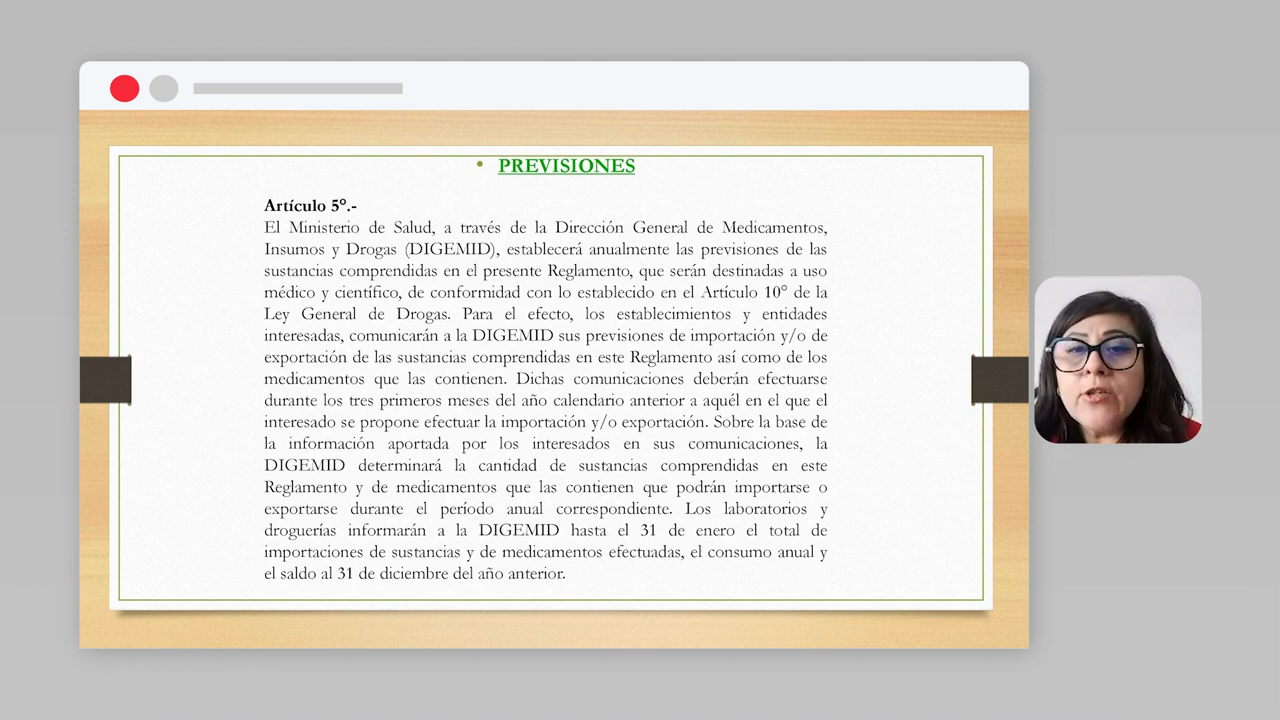 • PREVISIONES
Artículo 5°.-
El Ministerio de Salud, a través de la Dirección General de Medicamentos,
Insumos y Drogas (DIGEMID), establecerá anualmente las previsiones de las
sustancias comprendidas en el presente Reglamento, que serán destinadas a uso
médico y científico, de conformidad con lo establecido en el Artículo 10° de la
Ley General de Drogas. Para el efecto, los establecimientos y entidades
interesadas, comunicarán a la DIGEMID sus previsiones de importación y/o de
exportación de las sustancias comprendidas en este Reglamento así como de los
medicamentos que las contienen. Dichas comunicaciones deberán efectuarse
durante los tres primeros meses del año calendario anterior a aquél en el que el
interesado se propone efectuar la importación y/o exportación. Sobre la base de
la información aportada por los interesados en sus comunicaciones, la
DIGEMID determinará la cantidad de sustancias comprendidas en este
Reglamento y de medicamentos que las contienen que podrán importarse o
exportarse durante el período anual correspondiente. Los laboratorios y
droguerías informarán a la DIGEMID hasta el 31 de enero el total de
importaciones de sustancias y de medicamentos efectuadas, el consumo anual y
el saldo al 31 de diciembre del año anterior.